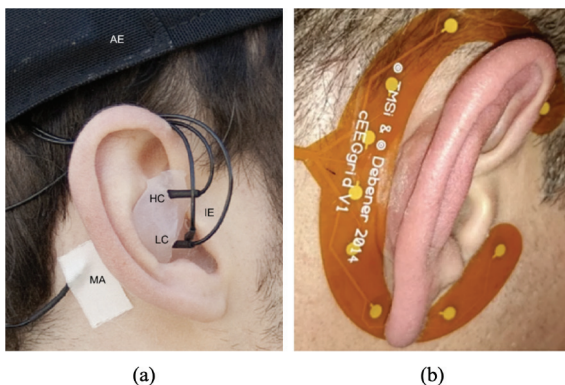 AE
HC
IE
LC
MA
© TMSi & © Debener 2014
cEEGrid V1
(a)
(b)